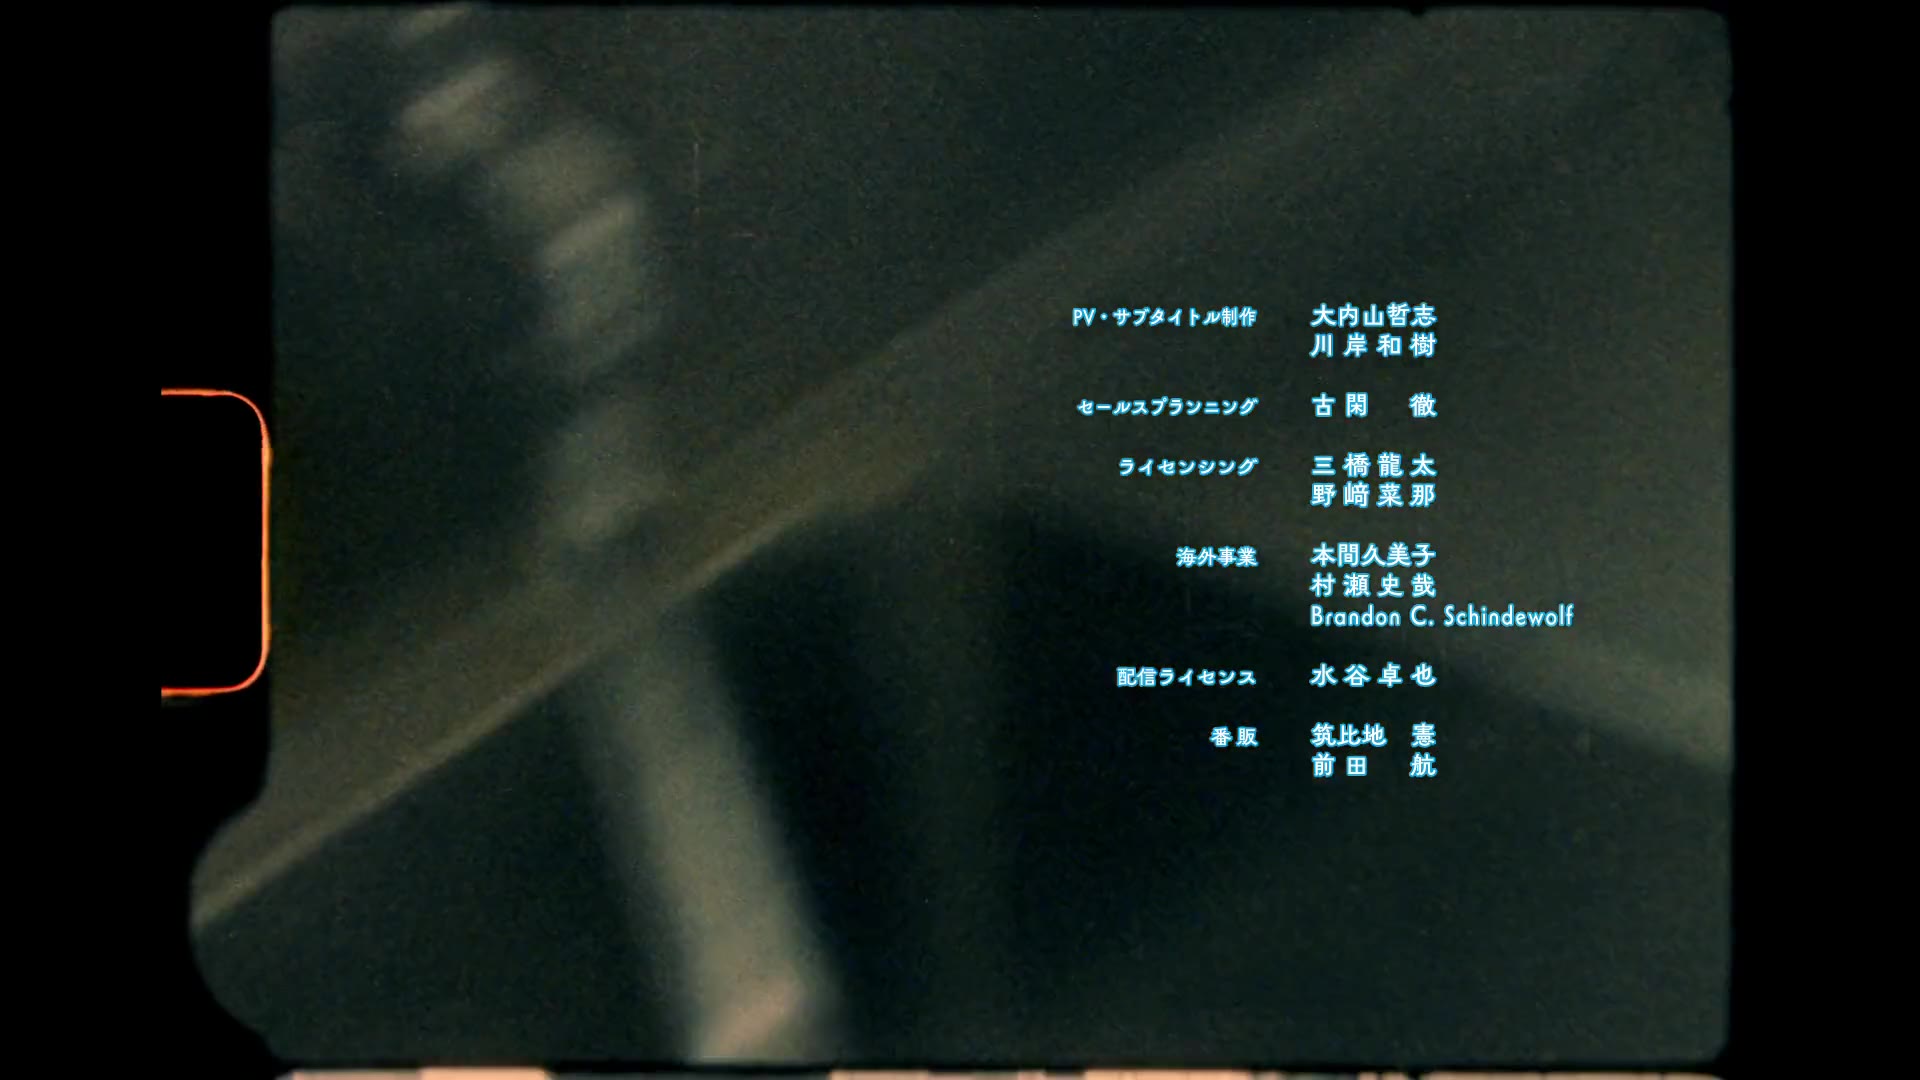 PV・サブタイトル制作 大内山哲志
川岸和樹
セールスプランニング 古閑 徹
ライセンシング 三橋龍太
野﨑菜那
海外事業 本間久美子
村瀬史哉
Brandon C. Schindewolf
配信ライセンス 水谷卓也
番販 筑比地 憲
前田 航